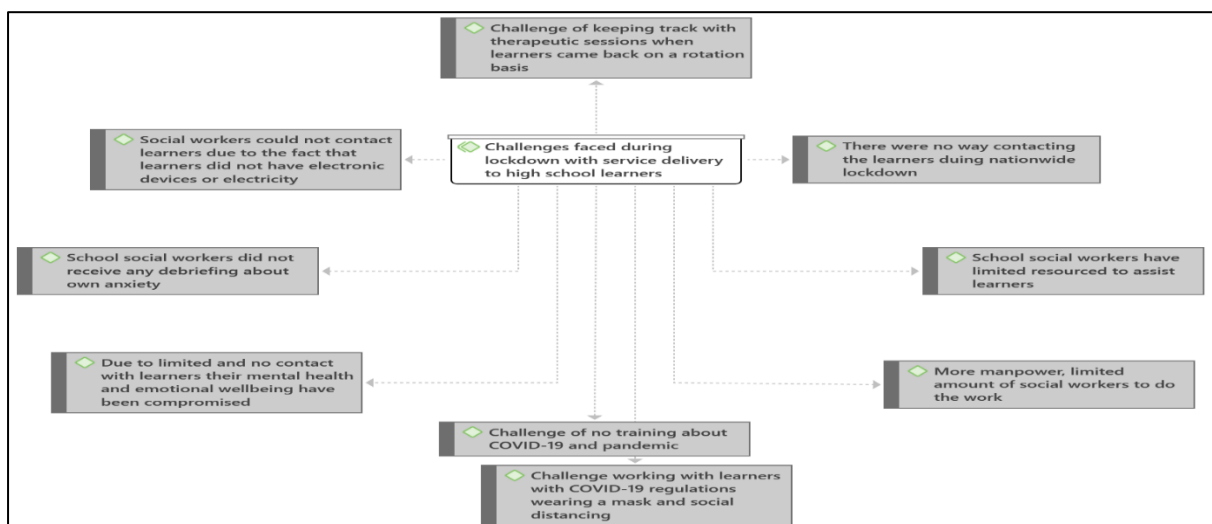 Challenge of keeping track with
therapeutic sessions when
learners came back on a rotation
basis
Social workers could not contact
learners due to the fact that
learners did not have electronic
devices or electricity
Challenges faced during
lockdown with service delivery
to high school learners
There were no way contacting
the learners duing nationwide
lockdown
School social workers did not
receive any debriefing about
own anxiety
School social workers have
limited resourced to assist
learners
Due to limited and no contact
with learners their mental health
and emotional wellbeing have
been compromised
More manpower, limited
amount of social workers to do
the work
Challenge of no training about
COVID-19 and pandemic
Challenge working with learners
with COVID-19 regulations
wearing a mask and social
distancing